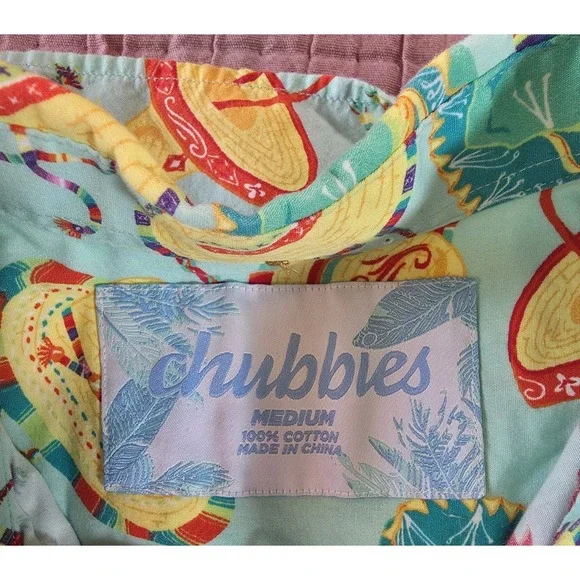 chubbies
MEDIUM
100% COTTON
MADE IN CHINA